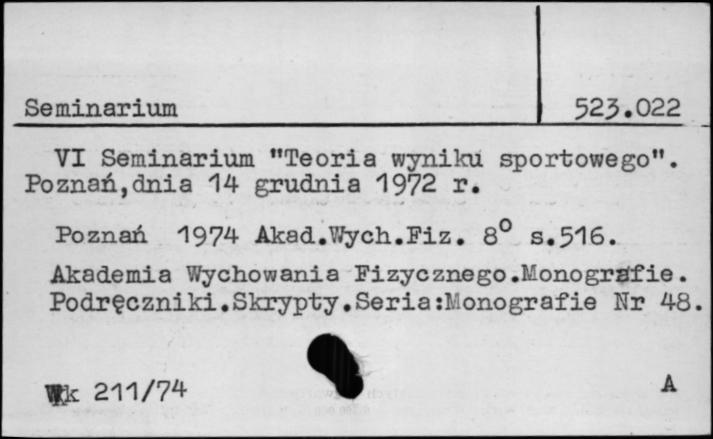 Seminarium 523.022
VI Seminarium "Teoria wyniku sportowego".
Poznań,dnia 14 grudnia 1972 r.
Poznań 1974 Akad.Wych.Fiz. 8° s.516.
Akademia Wychowania Fizycznego.Monografie.
Podręczniki.Skrypty.Seria:Monografie Nr 48.
Wk 211/74 A